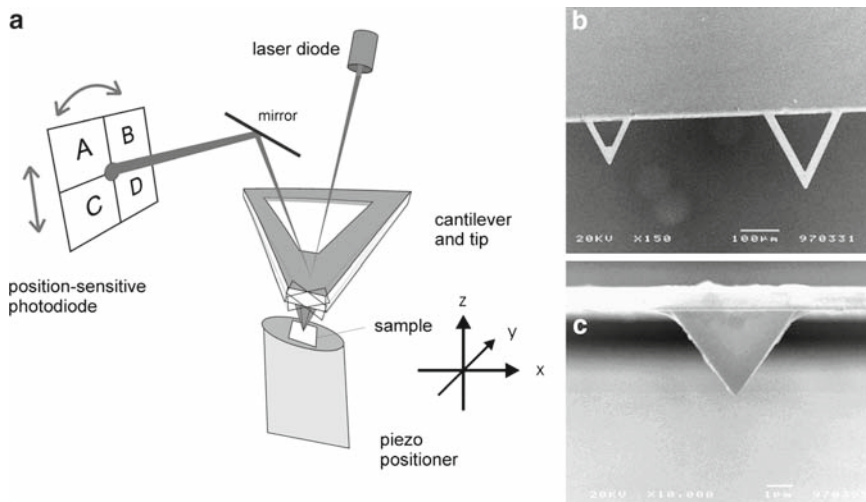 a
laser diode
mirror
A
B
C
D
cantilever
and tip
position-sensitive
photodiode
sample
z
y
x
piezo
positioner
b
20KV X150 100μm 970331
c
20KV X10.000 1μm